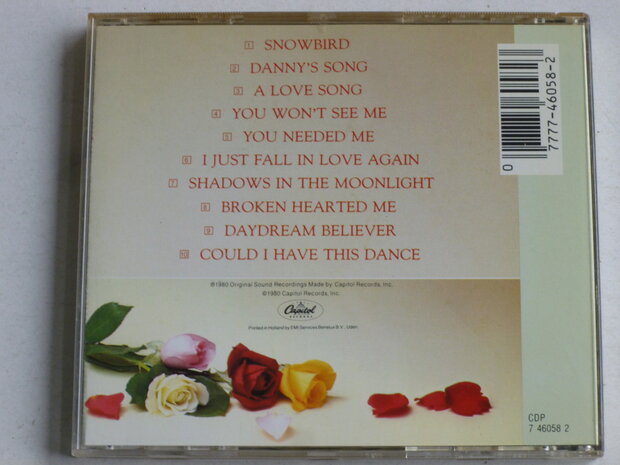 1 SNOWBIRD
2 DANNY'S SONG
3 A LOVE SONG
4 YOU WON'T SEE ME
5 YOU NEEDED ME
6 I JUST FALL IN LOVE AGAIN
7 SHADOWS IN THE MOONLIGHT
8 BROKEN HEARTED ME
9 DAYDREAM BELIEVER
10 COULD I HAVE THIS DANCE
0 7777-46058-2
℗1980 Original Sound Recordings Made by Capitol Records, Inc.
©1980 Capitol Records, Inc.
Capitol
RECORDS
Printed in Holland by EMI Services Benelux B.V., Uden
CDP
7 46058 2